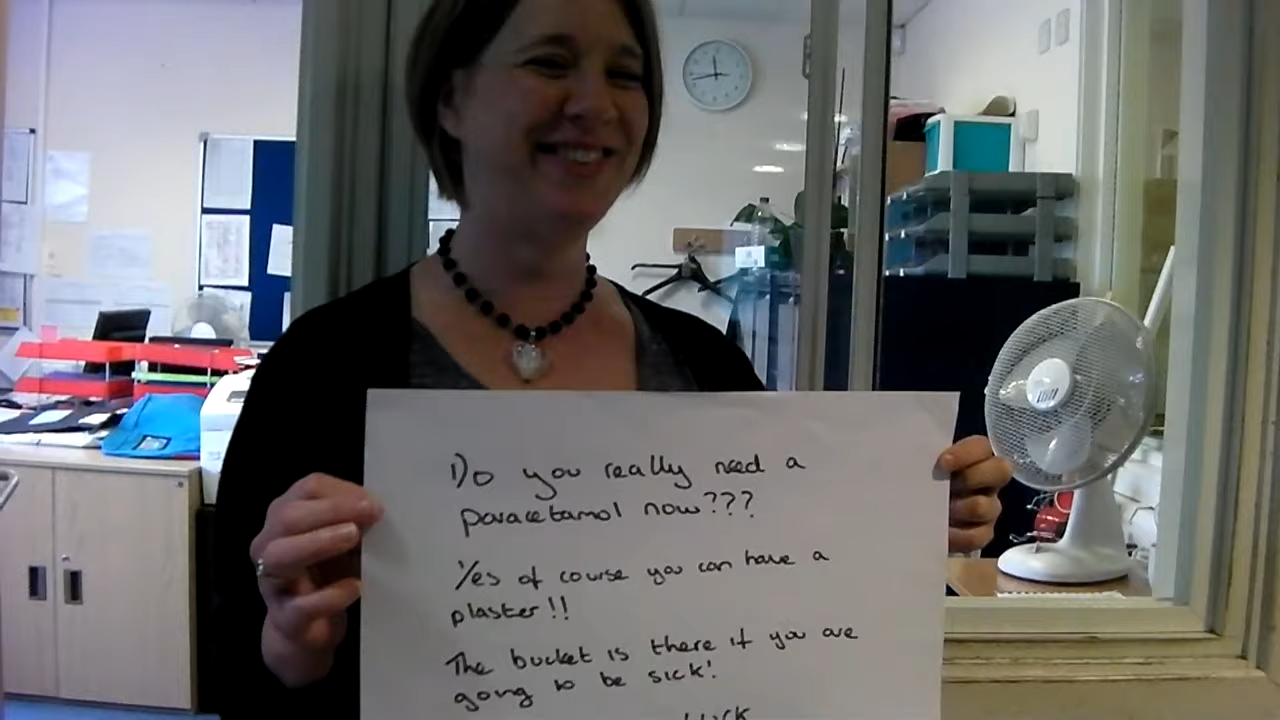 Do you really need a
paracetamol now???
Yes of course you can have a
plaster!!
The bucket is there if you are
going to be sick!